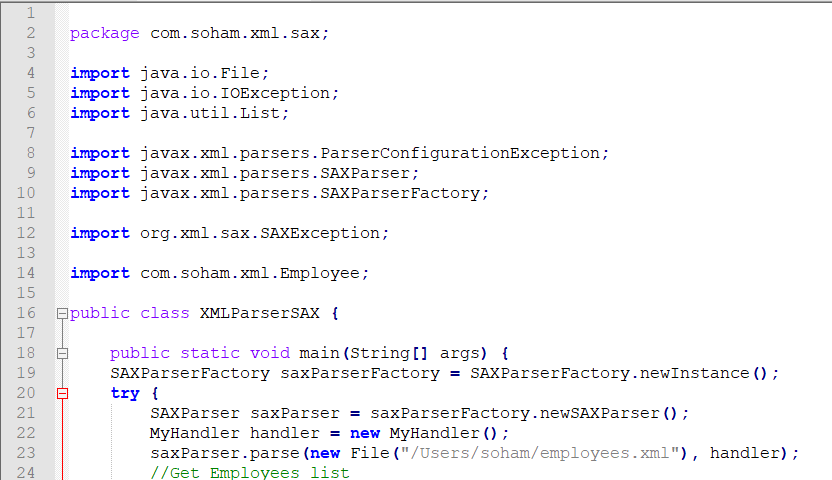 1
2 package com.soham.xml.sax;
3
4 import java.io.File;
5 import java.io.IOException;
6 import java.util.List;
7
8 import javax.xml.parsers.ParserConfigurationException;
9 import javax.xml.parsers.SAXParser;
10 import javax.xml.parsers.SAXParserFactory;
11
12 import org.xml.sax.SAXException;
13
14 import com.soham.xml.Employee;
15
16 public class XMLParserSAX {
17
18     public static void main(String[] args) {
19     SAXParserFactory saxParserFactory = SAXParserFactory.newInstance();
20     try {
21         SAXParser saxParser = saxParserFactory.newSAXParser();
22         MyHandler handler = new MyHandler();
23         saxParser.parse(new File("/Users/soham/employees.xml"), handler);
24         //Get Employees list